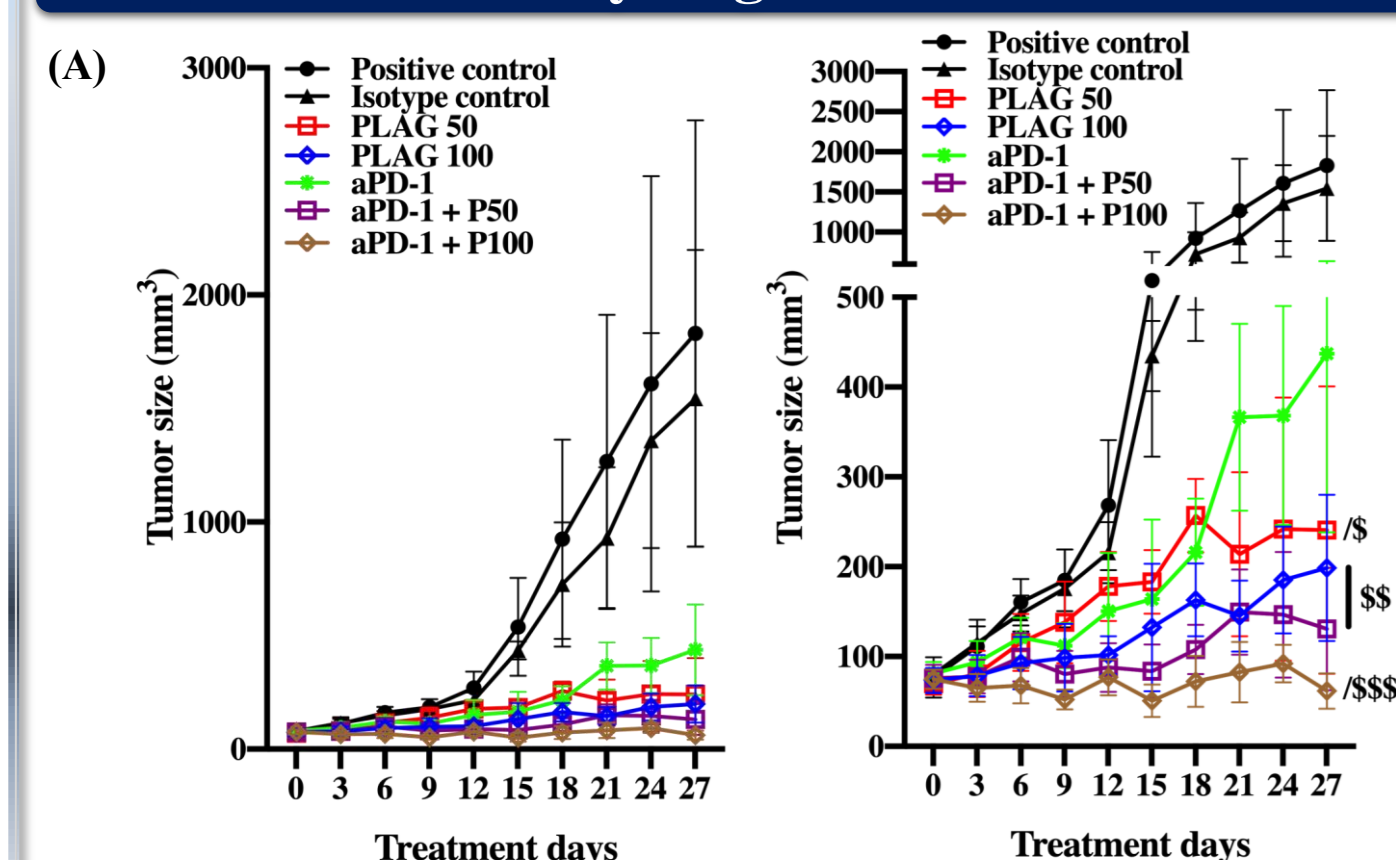 (A)
Positive control
Isotype control
PLAG 50
PLAG 100
aPD-1
aPD-1 + P50
aPD-1 + P100
3000
2000
1000
0
Tumor size (mm³)
0 3 6 9 12 15 18 21 24 27
Treatment days
Positive control
Isotype control
PLAG 50
PLAG 100
aPD-1
aPD-1 + P50
aPD-1 + P100
3000
2500
2000
1500
1000
500
400
300
200
100
0
Tumor size (mm³)
/$
$$
/$$$
0 3 6 9 12 15 18 21 24 27
Treatment days